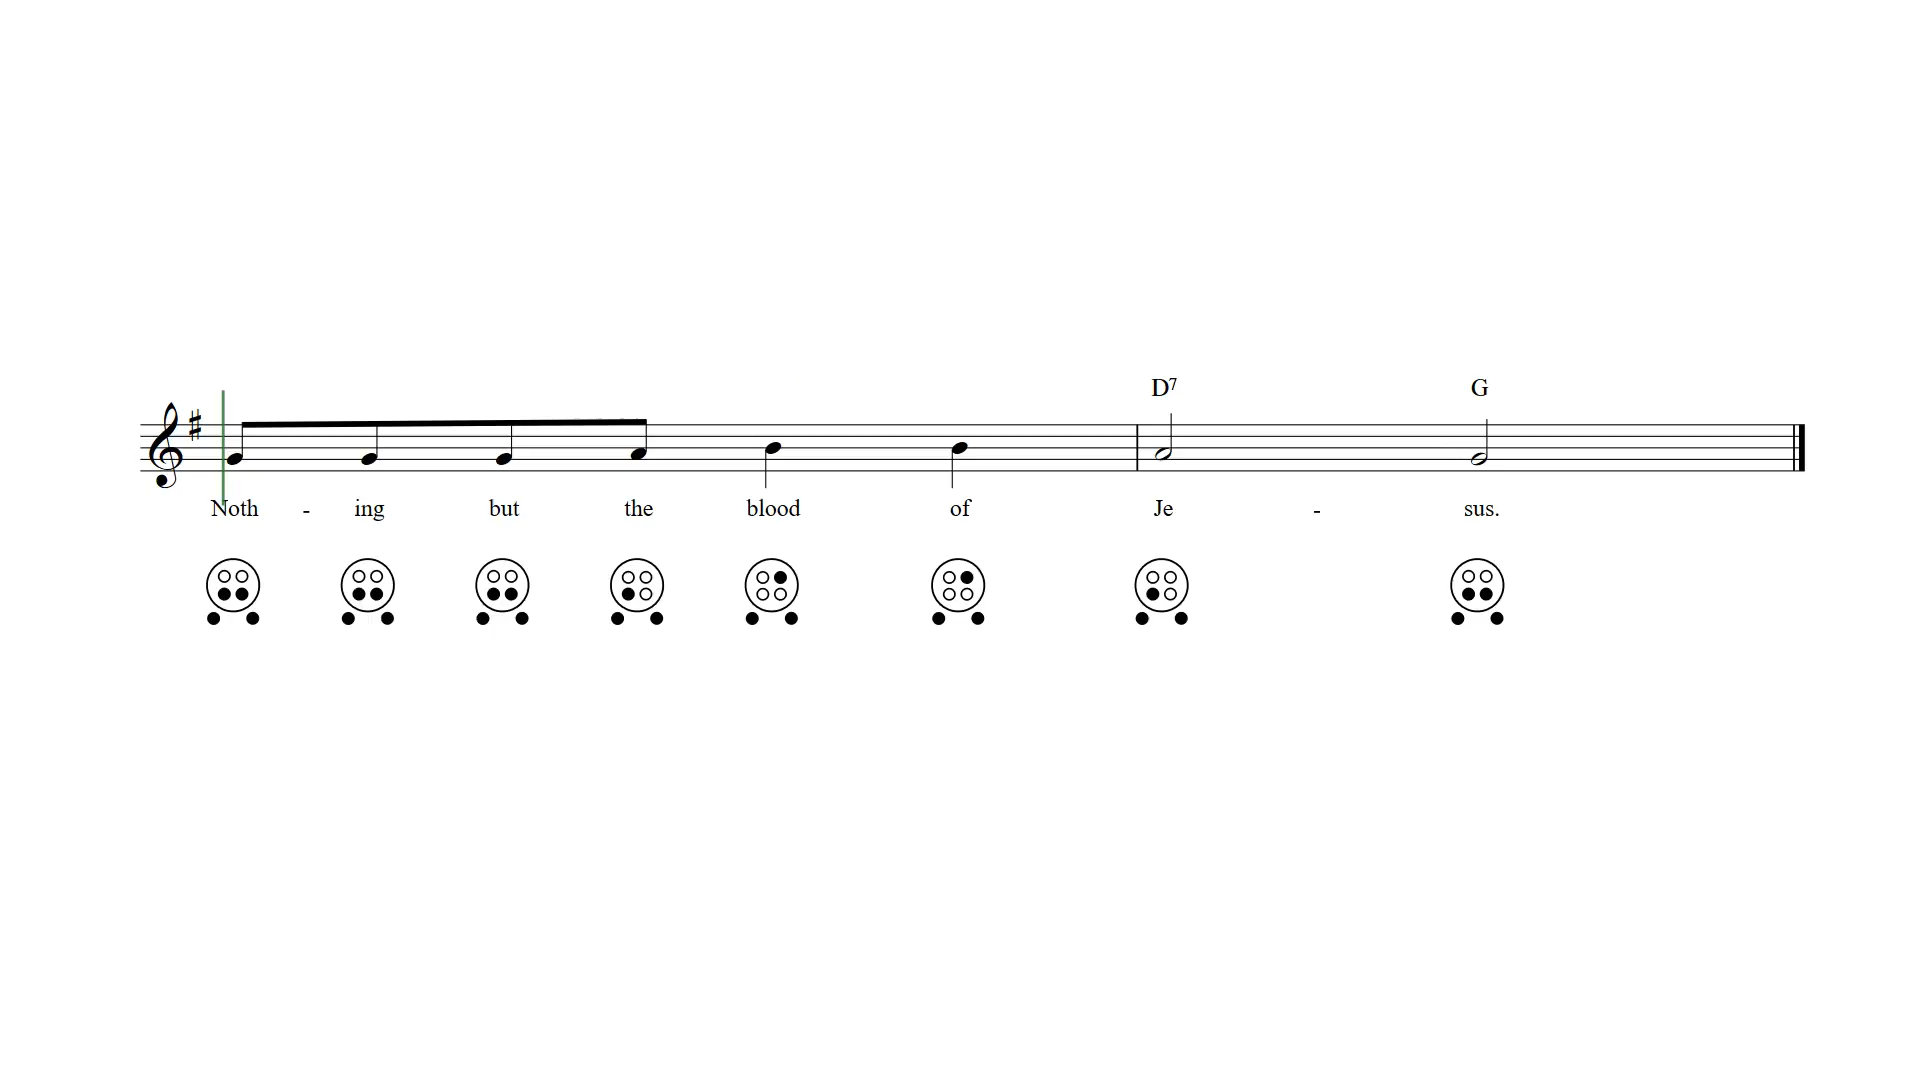 D7 G
Noth - ing but the blood of Je - sus.